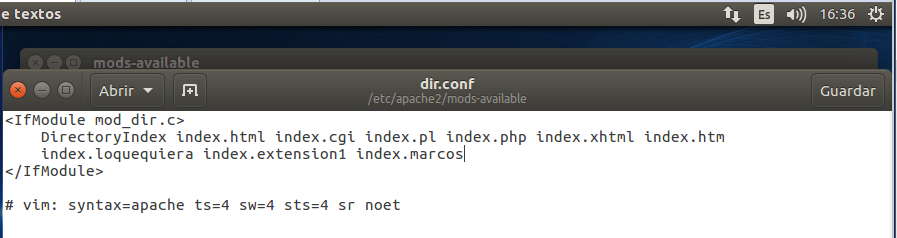 e textos
Es
16:36
mods-available
Abrir
dir.conf
/etc/apache2/mods-available
Guardar
<IfModule mod_dir.c>
    DirectoryIndex index.html index.cgi index.pl index.php index.xhtml index.htm
    index.loquequiera index.extension1 index.marcos
</IfModule>

# vim: syntax=apache ts=4 sw=4 sts=4 sr noet